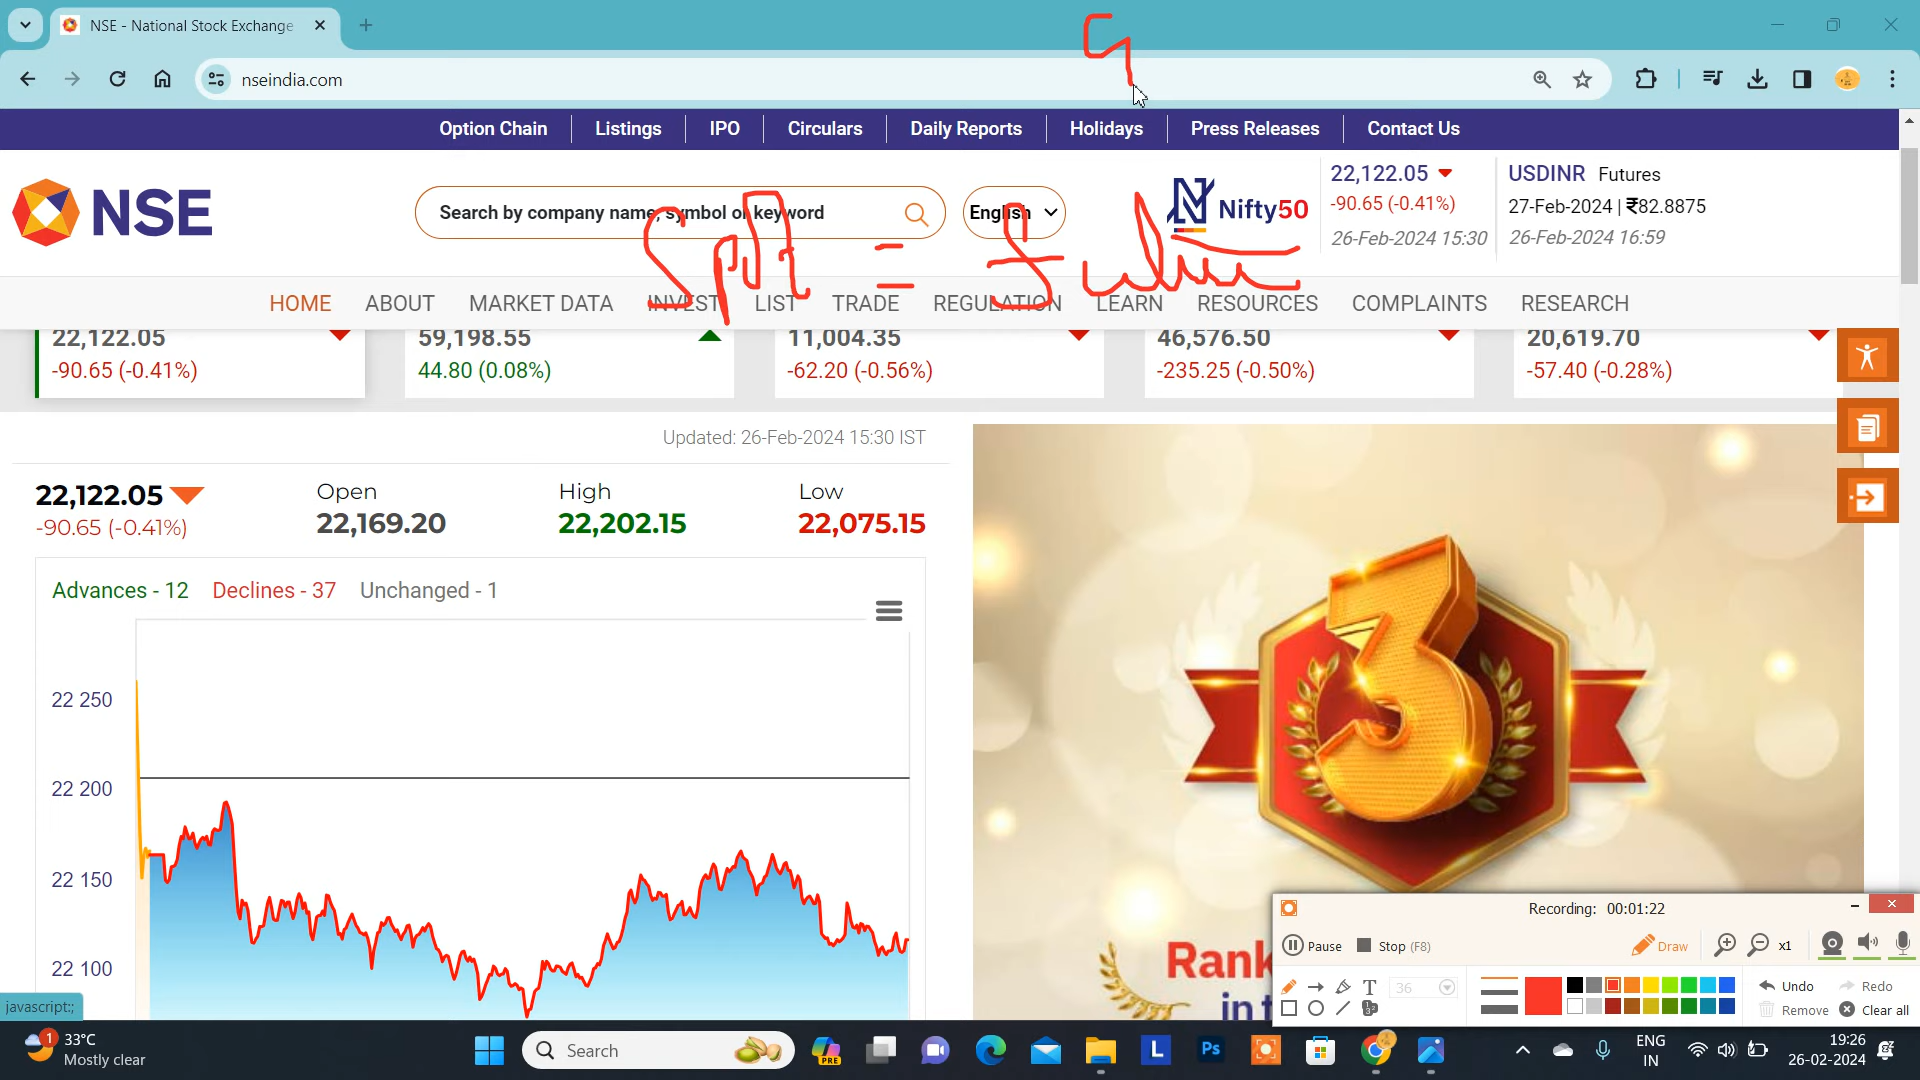 NSE - National Stock Exchange
nseindia.com
Option Chain Listings IPO Circulars Daily Reports Holidays Press Releases Contact Us
NSE
Search by company name, symbol or keyword
English
Nifty50
22,122.05
-90.65 (-0.41%)
26-Feb-2024 15:30
USDINR Futures
27-Feb-2024 | ₹82.8875
26-Feb-2024 16:59
Split =
HOME ABOUT MARKET DATA INVEST LIST TRADE REGULATION LEARN RESOURCES COMPLAINTS RESEARCH
22,122.05 59,198.55 11,004.35 46,576.50 20,619.70
-90.65 (-0.41%) 44.80 (0.08%) -62.20 (-0.56%) -235.25 (-0.50%) -57.40 (-0.28%)
Updated: 26-Feb-2024 15:30 IST
22,122.05
-90.65 (-0.41%)
Open
22,169.20
High
22,202.15
Low
22,075.15
Advances - 12 Declines - 37 Unchanged - 1
22 250
22 200
22 150
22 100
3
Rank
in t
javascript:;
Recording: 00:01:22
Pause Stop (F8) Draw x1
T 36 Undo Redo
Remove Clear all
1
33°C
Mostly clear
Search
PRE
L
Ps
ENG
IN
19:26
26-02-2024